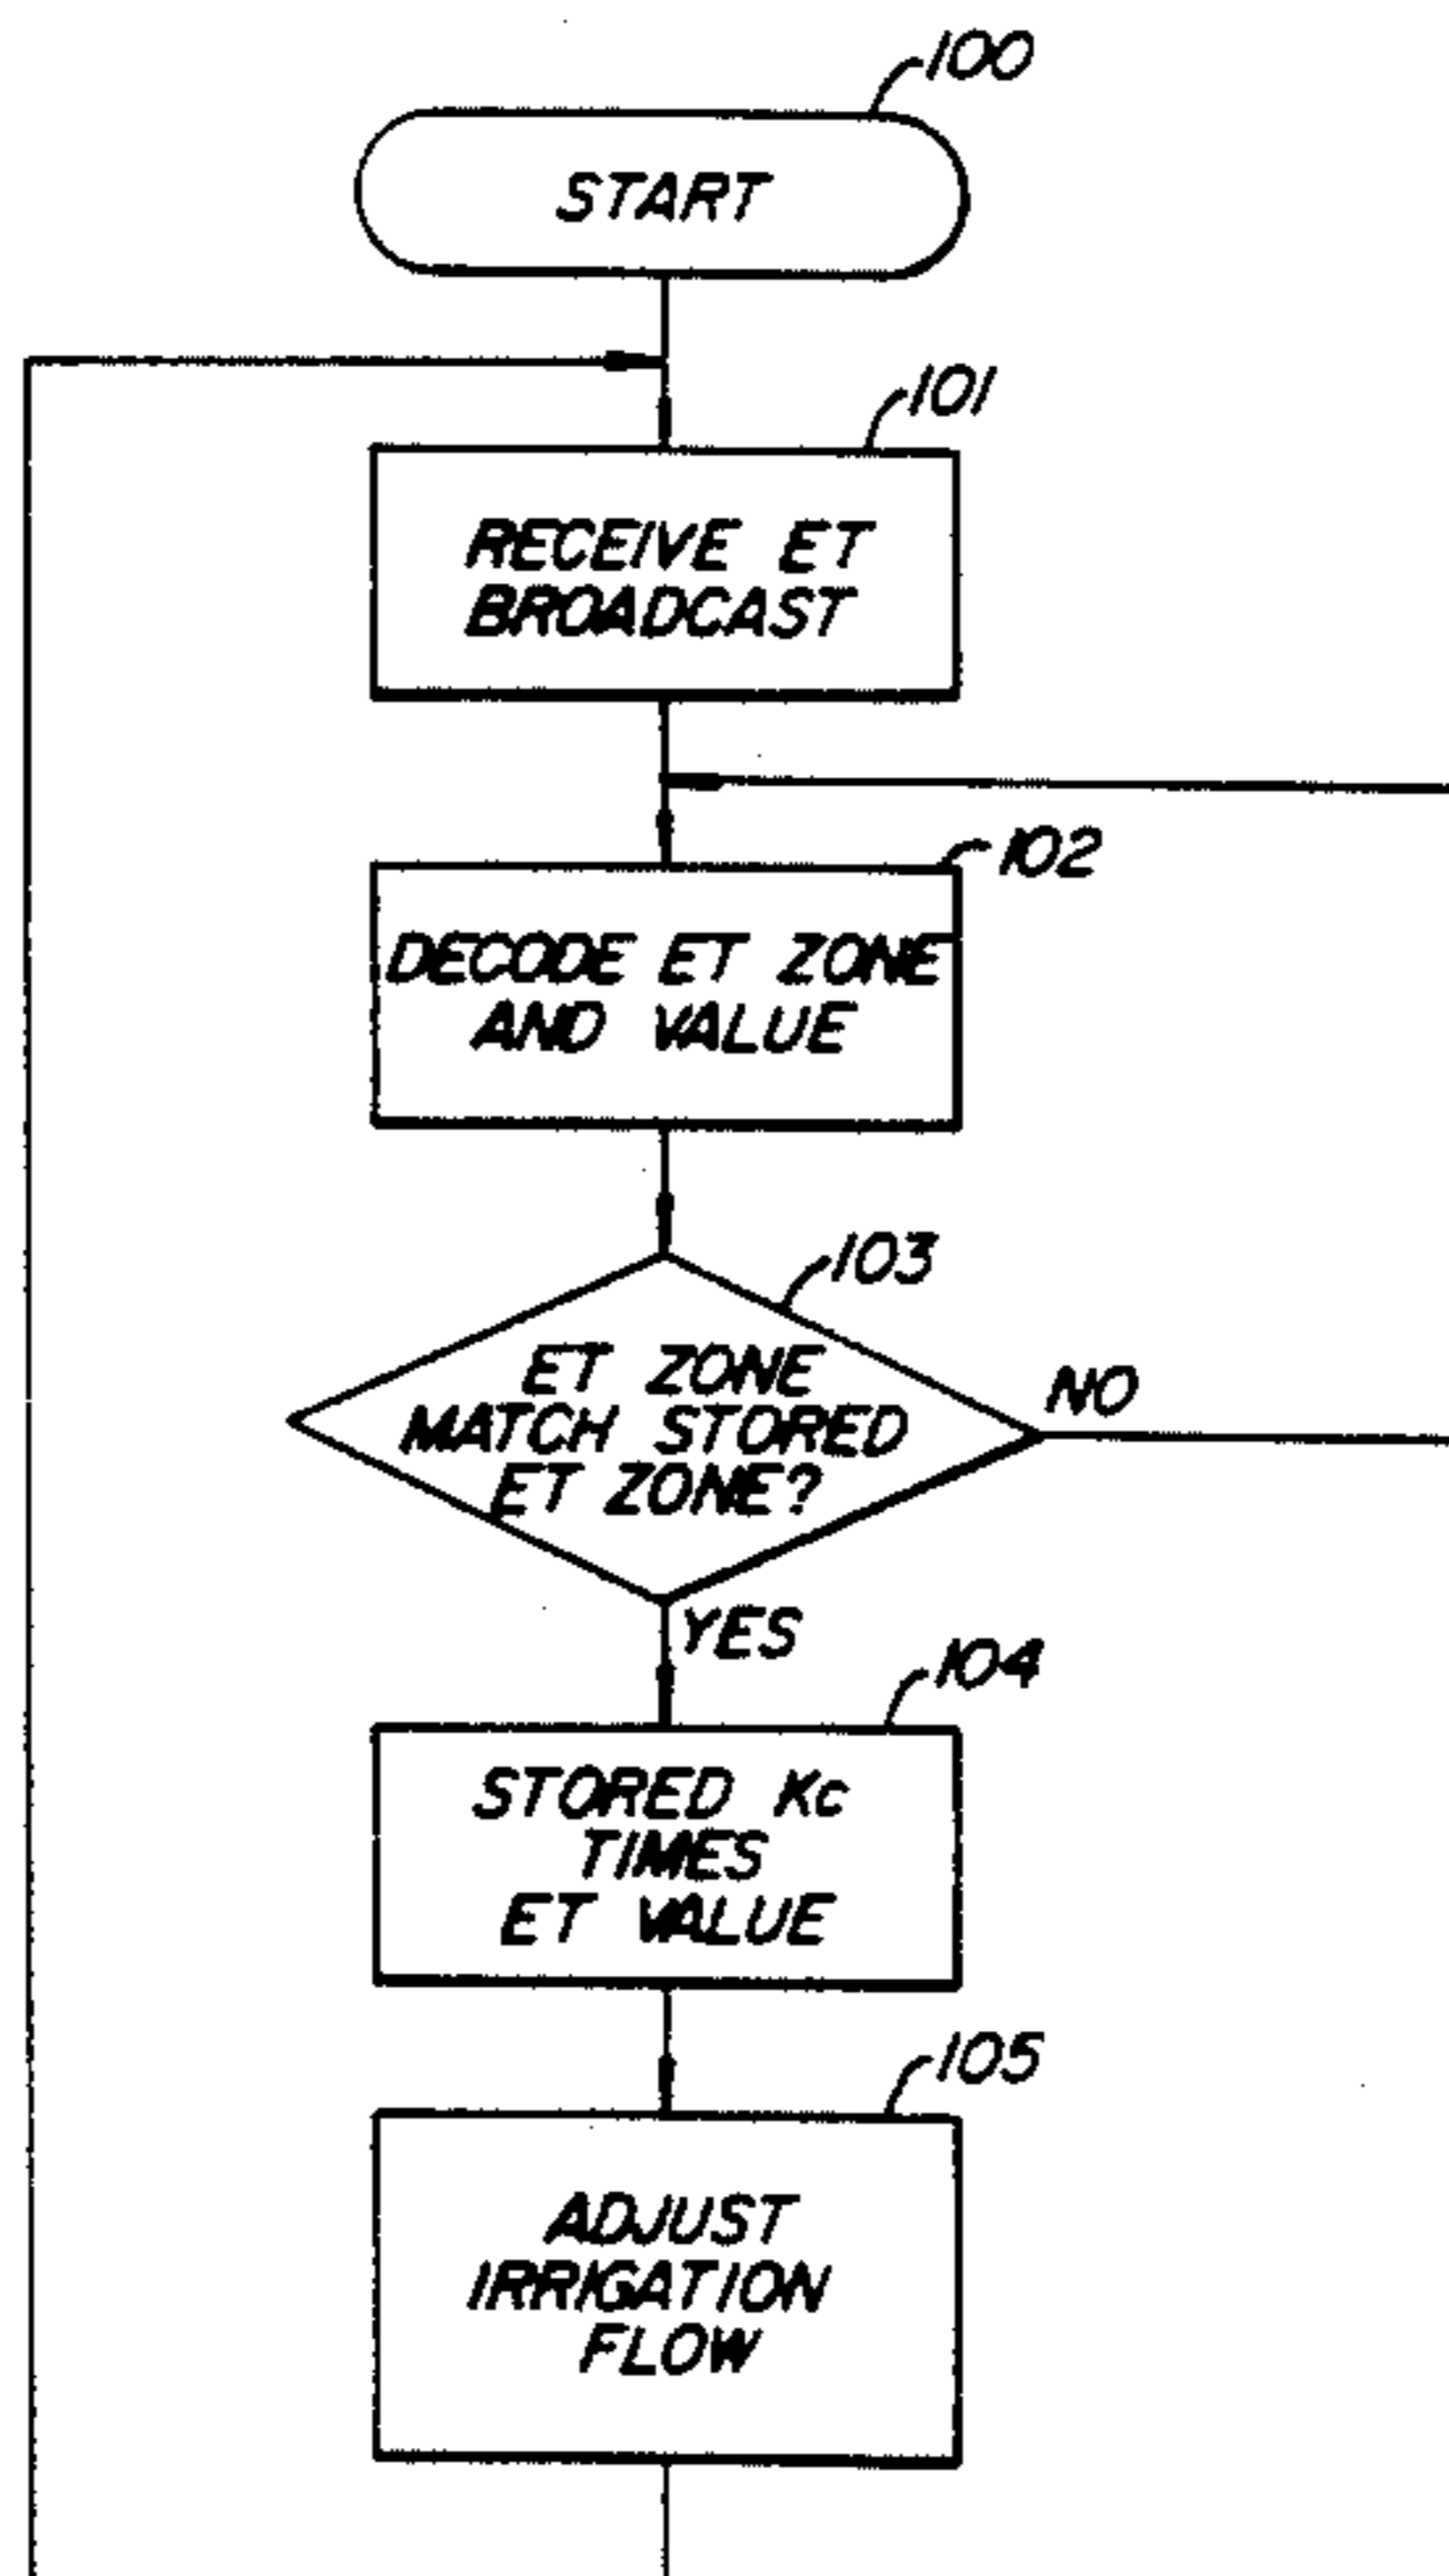 100
START
101
RECEIVE ET
BROADCAST
102
DECODE ET ZONE
AND VALUE
103
ET ZONE
MATCH STORED
ET ZONE?
NO
YES
104
STORED Kc
TIMES
ET VALUE
105
ADJUST
IRRIGATION
FLOW